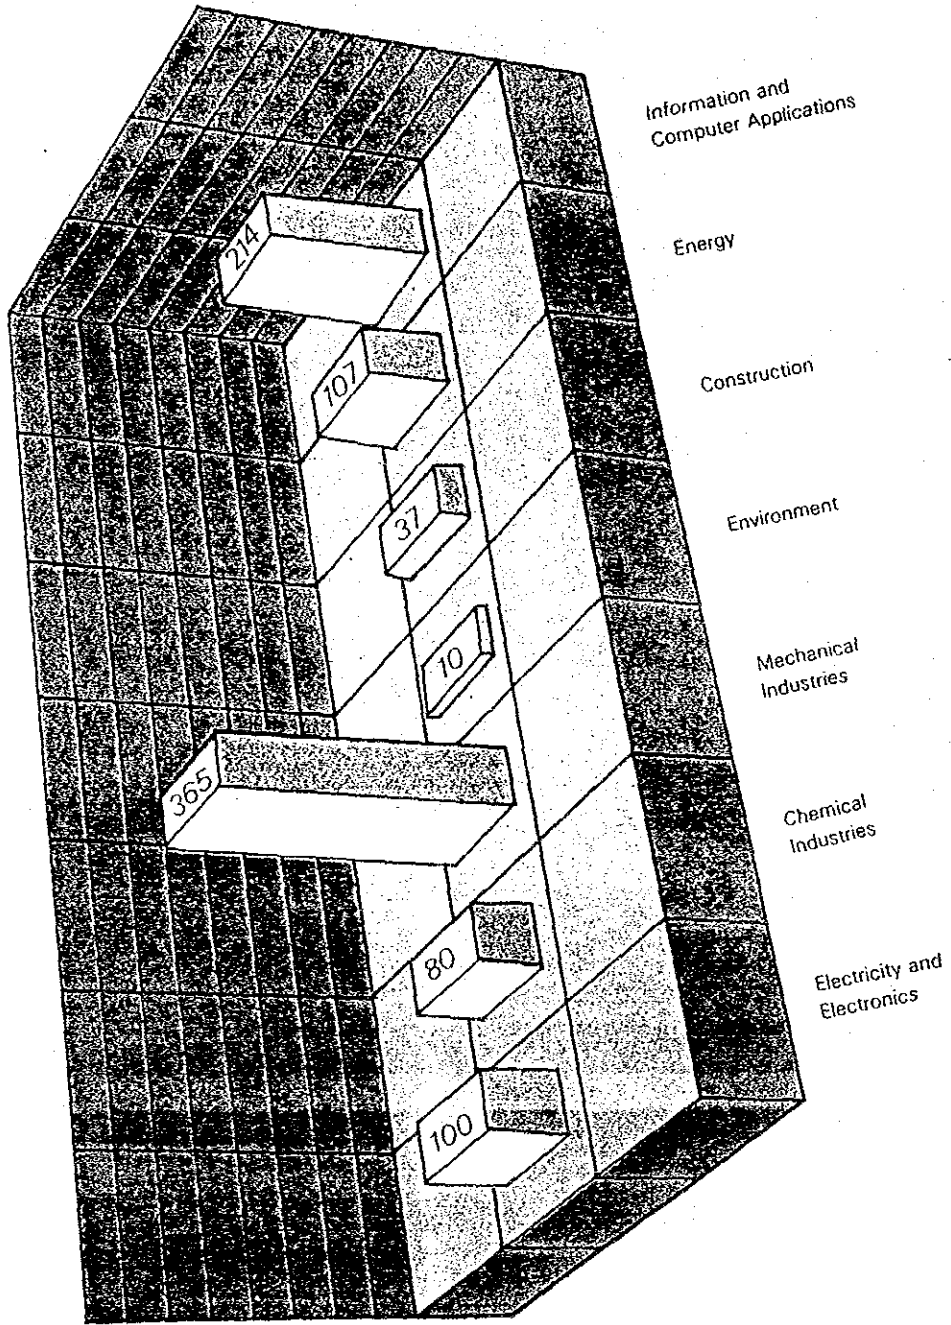 Information and
Computer Applications
214
Energy
107
Construction
37
Environment
10
Mechanical
Industries
365
Chemical
Industries
80
Electricity and
Electronics
100